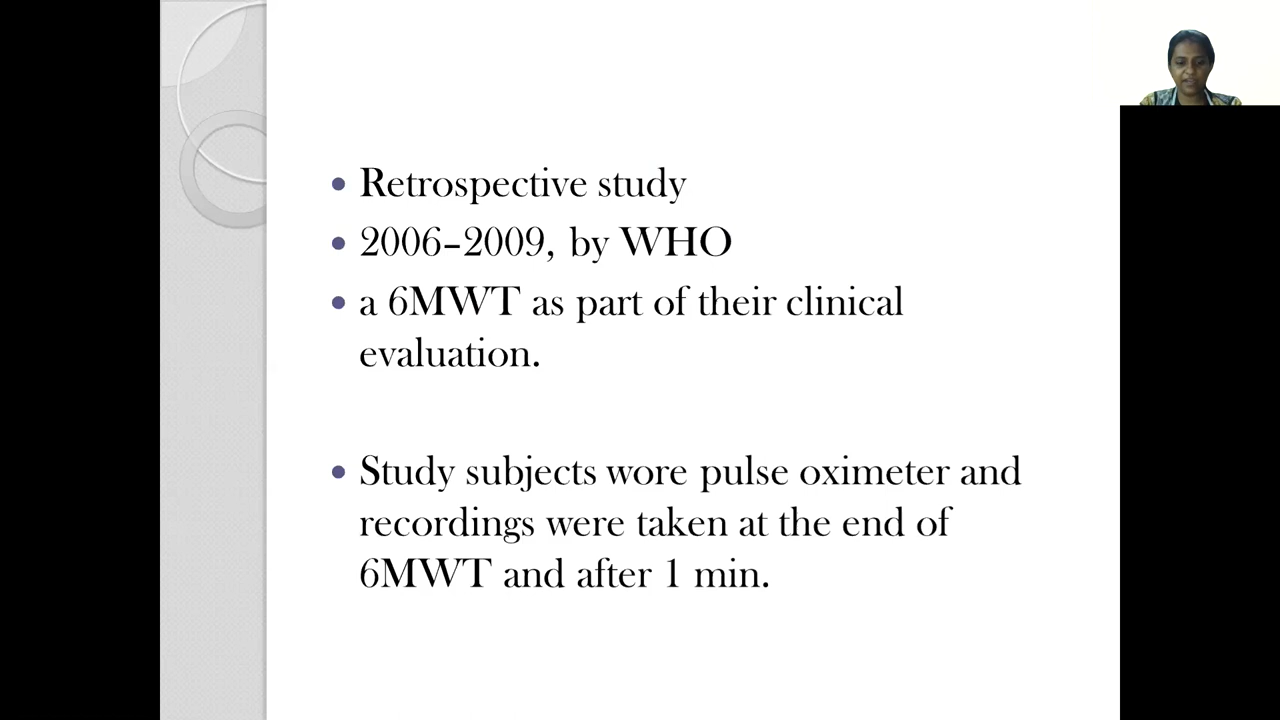 • Retrospective study
• 2006–2009, by WHO
• a 6MWT as part of their clinical
evaluation.
• Study subjects wore pulse oximeter and
recordings were taken at the end of
6MWT and after 1 min.